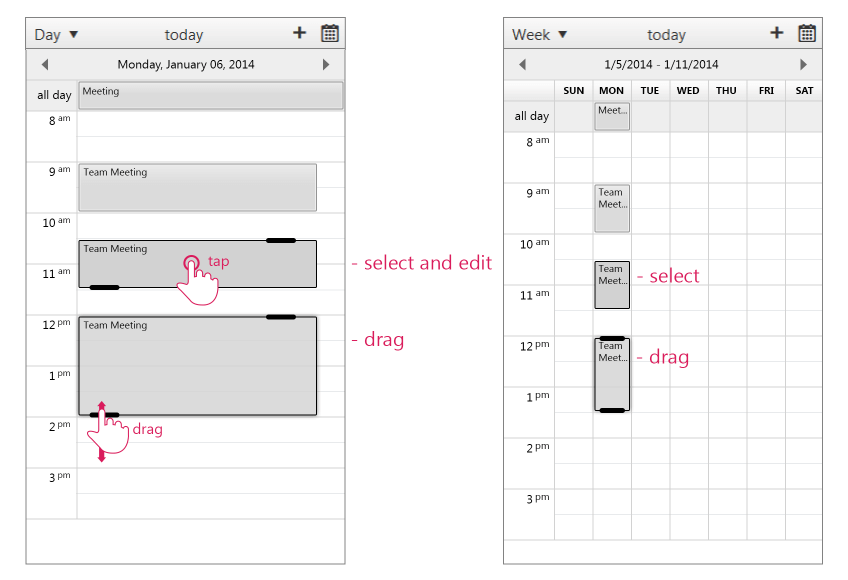 Day ▼ today +
Monday, January 06, 2014
all day Meeting
8 am
9 am Team Meeting
10 am
Team Meeting
tap
- select and edit
11 am
12 pm Team Meeting
- drag
1 pm
2 pm
drag
3 pm
Week ▼ today +
1/5/2014 - 1/11/2014
SUN MON TUE WED THU FRI SAT
all day Meet...
8 am
9 am Team
Meet...
10 am
Team
Meet...
- select
11 am
12 pm Team
Meet...
- drag
1 pm
2 pm
3 pm